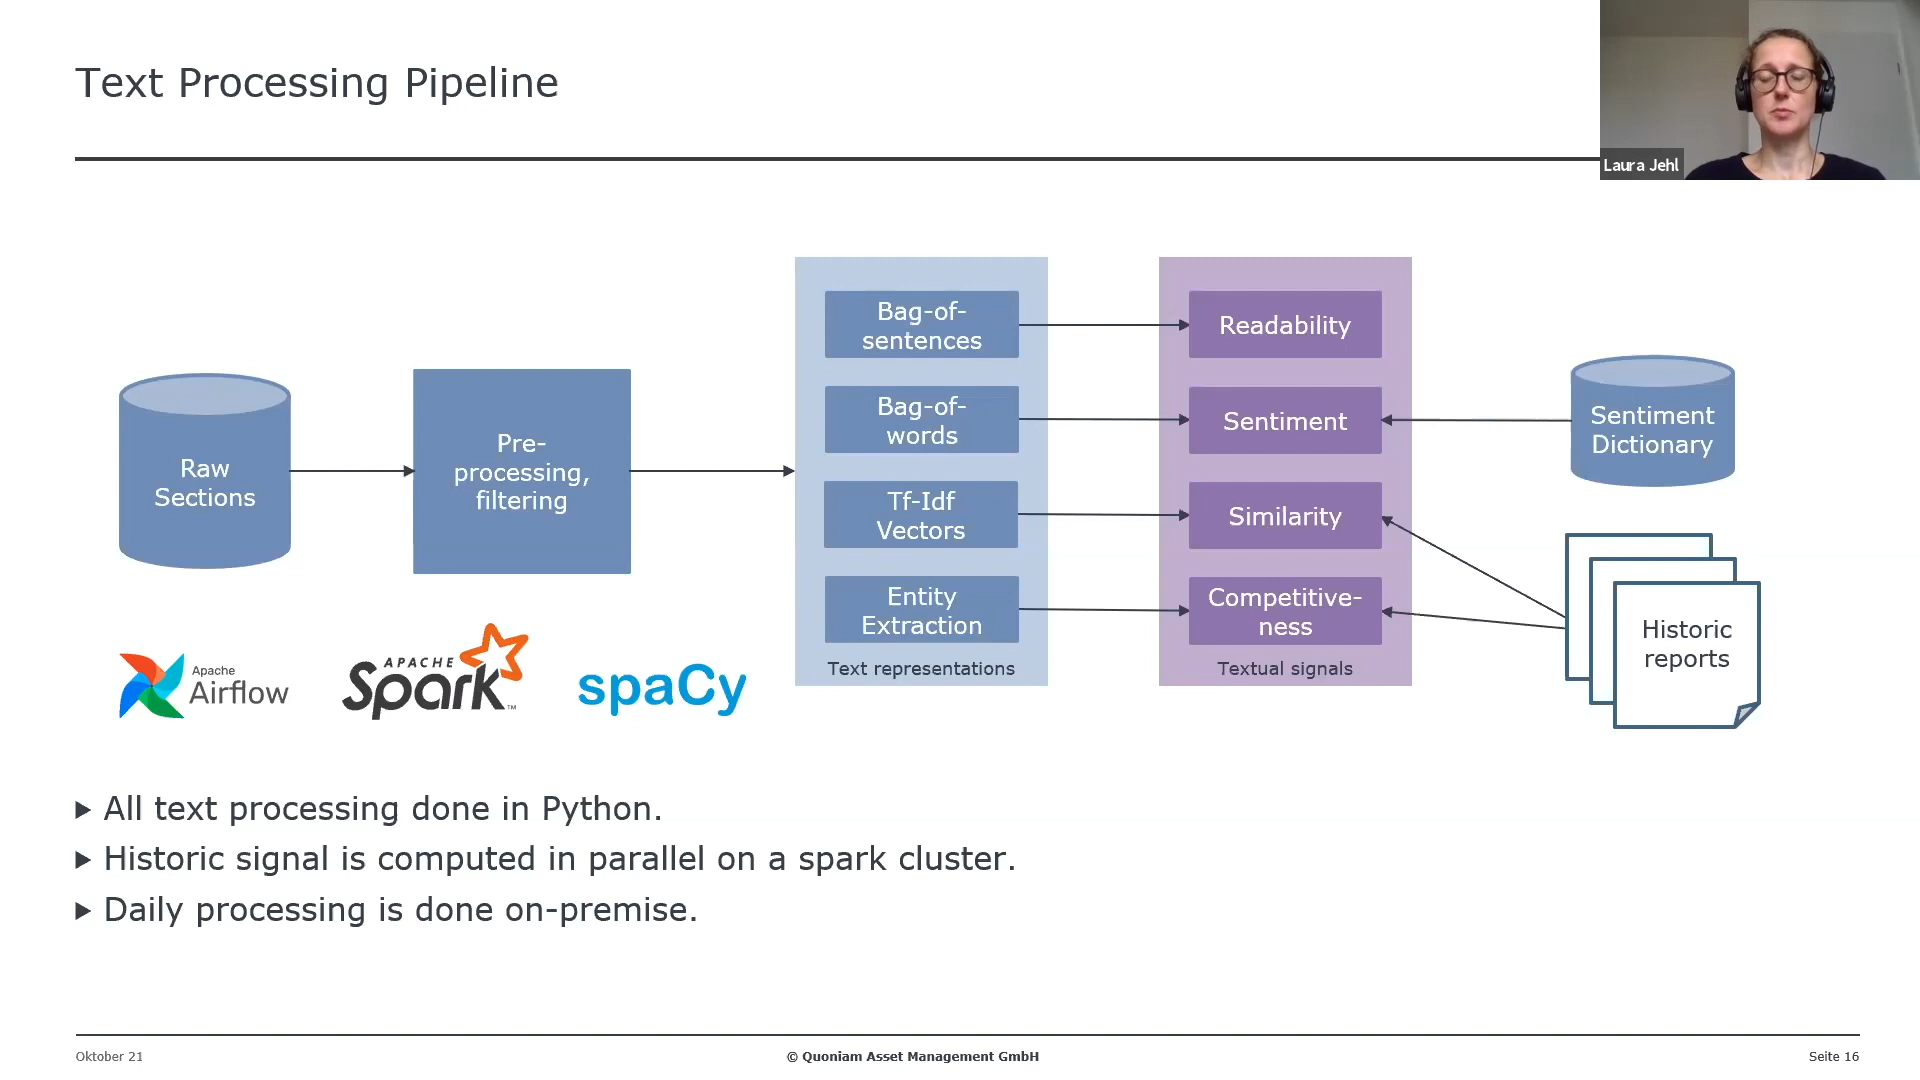 Text Processing Pipeline
Laura Jehl
Raw
Sections
Pre-
processing,
filtering
Bag-of-
sentences
Bag-of-
words
Tf-Idf
Vectors
Entity
Extraction
Text representations
Readability
Sentiment
Similarity
Competitive-
ness
Textual signals
Sentiment
Dictionary
Historic
reports
Apache
Airflow
APACHE
Spark™
spaCy
All text processing done in Python.
Historic signal is computed in parallel on a spark cluster.
Daily processing is done on-premise.
Oktober 21
© Quoniam Asset Management GmbH
Seite 16